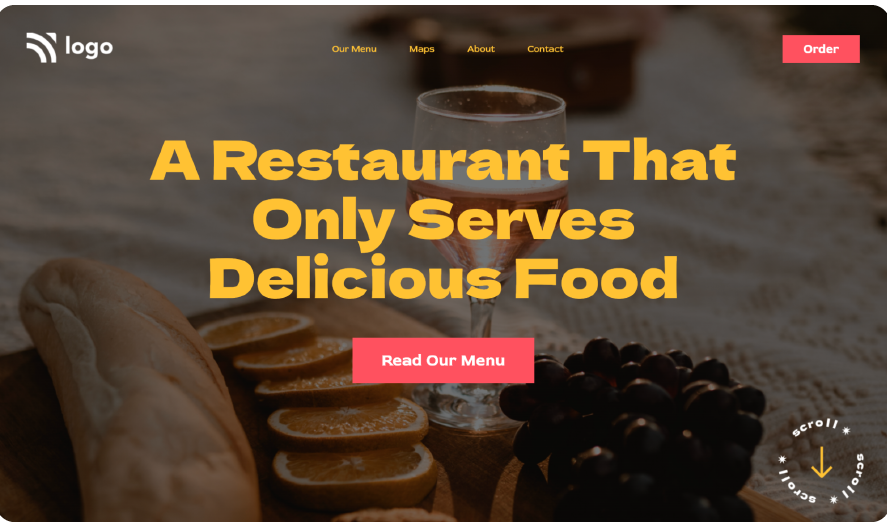 logo
Our Menu
Maps
About
Contact
Order
A Restaurant That
Only Serves
Delicious Food
Read Our Menu
scroll ✷ scroll ✷ scroll ✷